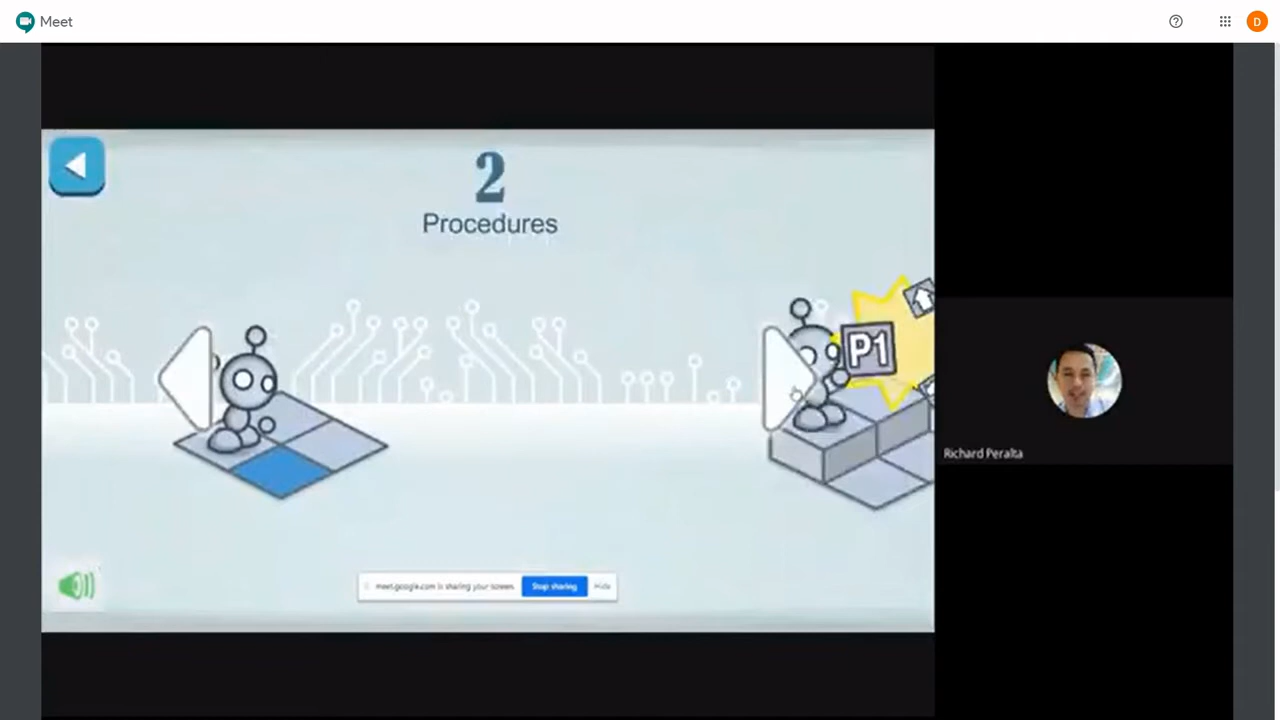 Meet
D
2
Procedures
P1
meet.google.com is sharing your screen.
Stop sharing
Hide
Richard Peralta